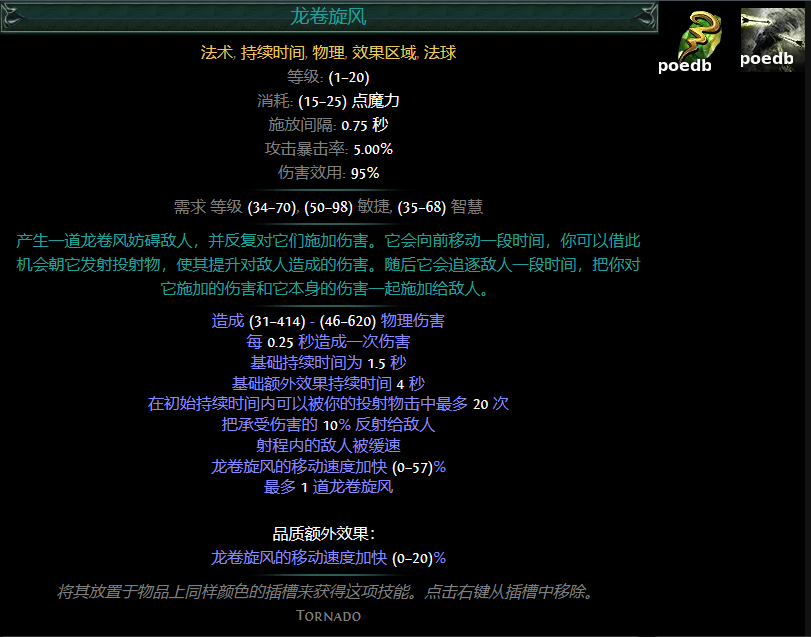 龙卷旋风
poedb
poedb
法术, 持续时间, 物理, 效果区域, 法球
等级: (1–20)
消耗: (15–25) 点魔力
施放间隔: 0.75 秒
攻击暴击率: 5.00%
伤害效用: 95%
需求 等级 (34–70), (50–98) 敏捷, (35–68) 智慧
产生一道龙卷风妨碍敌人，并反复对它们施加伤害。它会向前移动一段时间，你可以借此
机会朝它发射投射物，使其提升对敌人造成的伤害。随后它会追逐敌人一段时间，把你对
它施加的伤害和它本身的伤害一起施加给敌人。
造成 (31–414) - (46–620) 物理伤害
每 0.25 秒造成一次伤害
基础持续时间为 1.5 秒
基础额外效果持续时间 4 秒
在初始持续时间内可以被你的投射物击中最多 20 次
把承受伤害的 10% 反射给敌人
射程内的敌人被缓速
龙卷旋风的移动速度加快 (0–57)%
最多 1 道龙卷旋风
品质额外效果：
龙卷旋风的移动速度加快 (0–20)%
将其放置于物品上同样颜色的插槽来获得这项技能。点击右键从插槽中移除。
Tornado